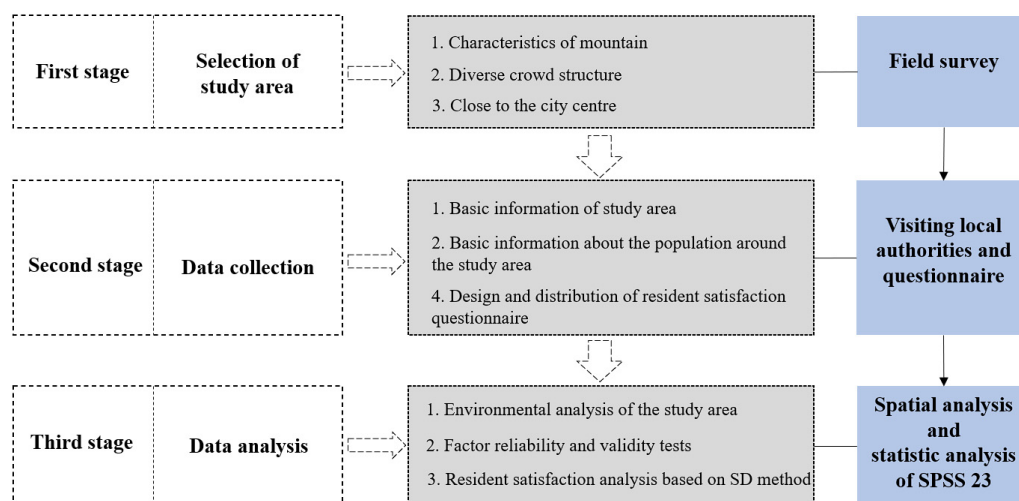 First stage
Selection of
study area
1. Characteristics of mountain
2. Diverse crowd structure
3. Close to the city centre
Field survey
Second stage
Data collection
1. Basic information of study area
2. Basic information about the population around
the study area
4. Design and distribution of resident satisfaction
questionnaire
Visiting local
authorities and
questionnaire
Third stage
Data analysis
1. Environmental analysis of the study area
2. Factor reliability and validity tests
3. Resident satisfaction analysis based on SD method
Spatial analysis
and
statistic analysis
of SPSS 23